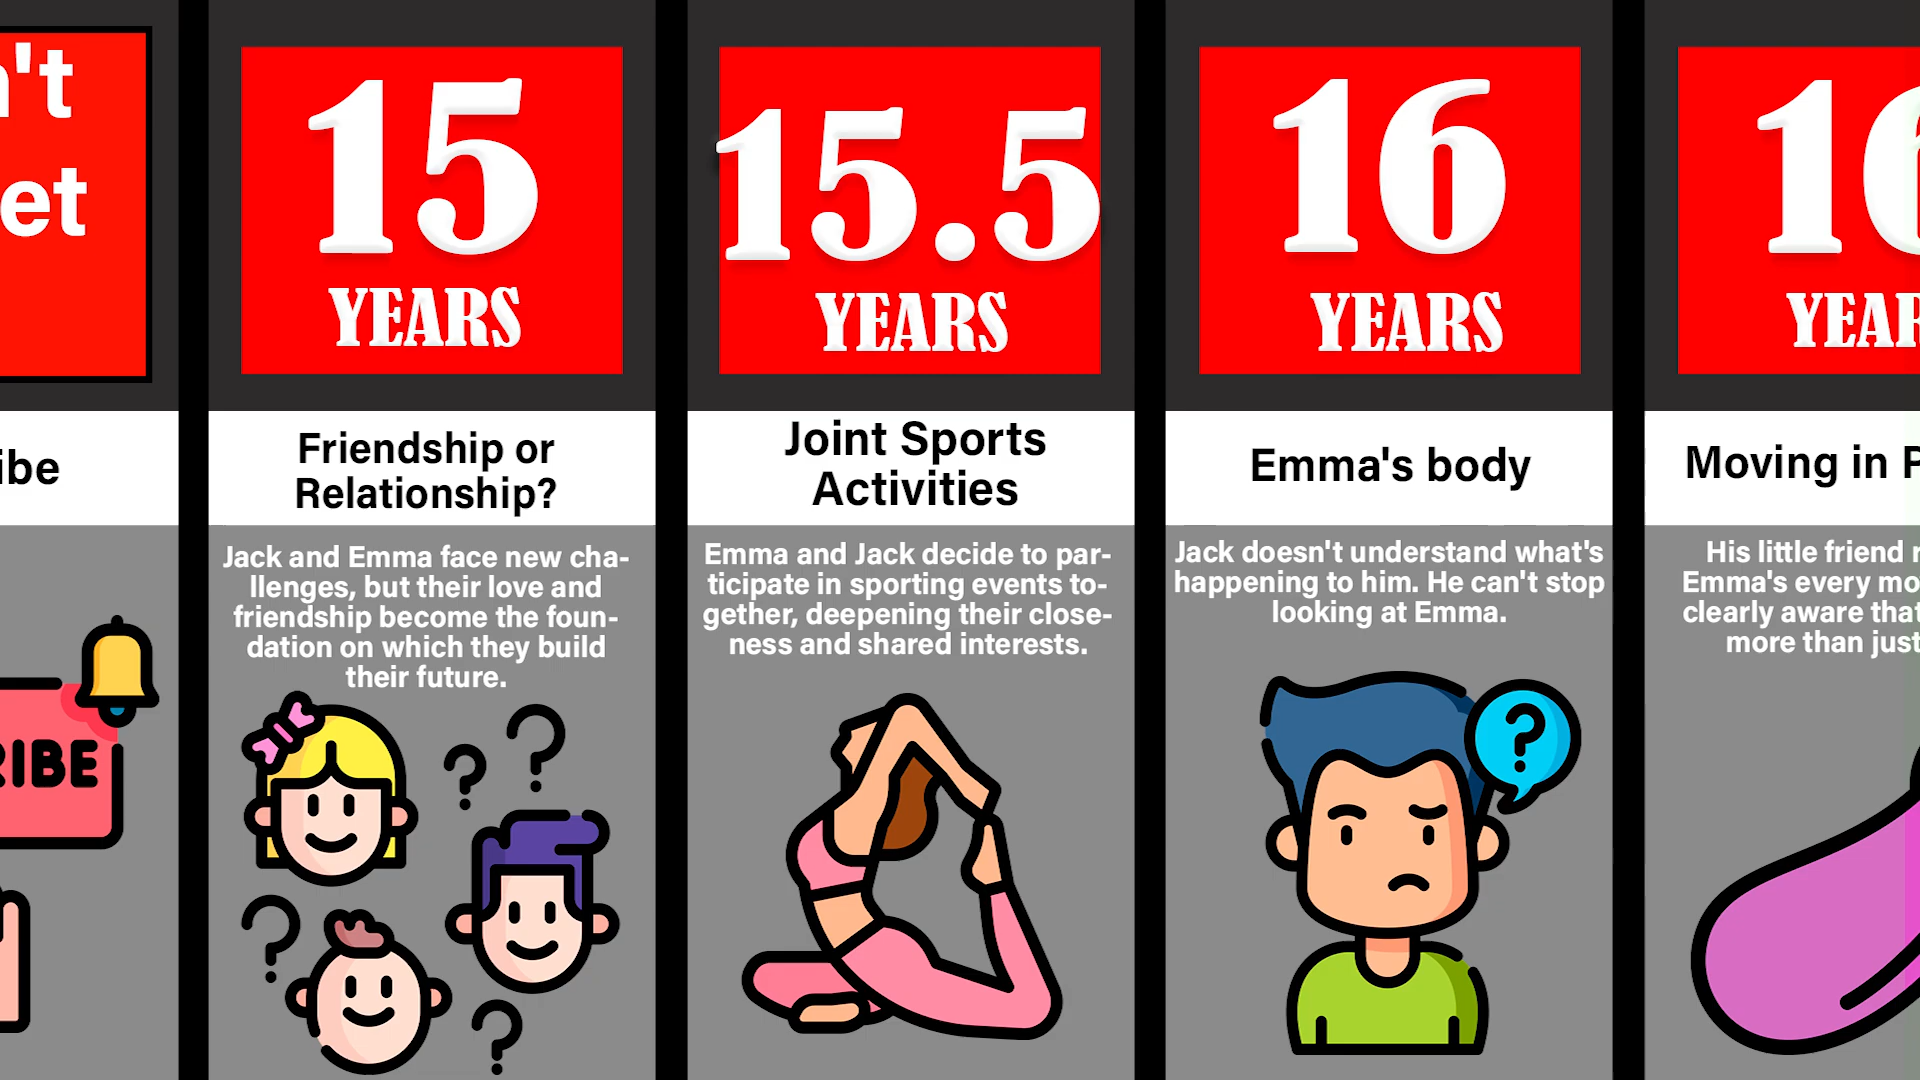 n't
et
ibe
RIBE
15
YEARS
Friendship or
Relationship?
Jack and Emma face new cha-
llenges, but their love and
friendship become the foun-
dation on which they build
their future.
? ?
?
?
15.5
YEARS
Joint Sports
Activities
Emma and Jack decide to par-
ticipate in sporting events to-
gether, deepening their close-
ness and shared interests.
16
YEARS
Emma's body
Jack doesn't understand what's
happening to him. He can't stop
looking at Emma.
?
16
YEAR
Moving in P
His little friend r
Emma's every mo
clearly aware that
more than just